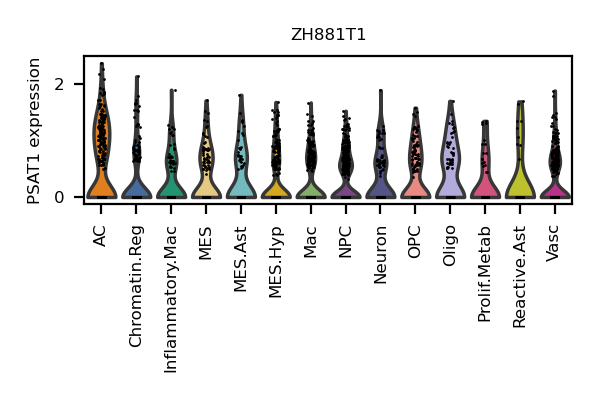 ZH881T1
PSAT1 expression
2
0
AC
Chromatin.Reg
Inflammatory.Mac
MES
MES.Ast
MES.Hyp
Mac
NPC
Neuron
OPC
Oligo
Prolif.Metab
Reactive.Ast
Vasc